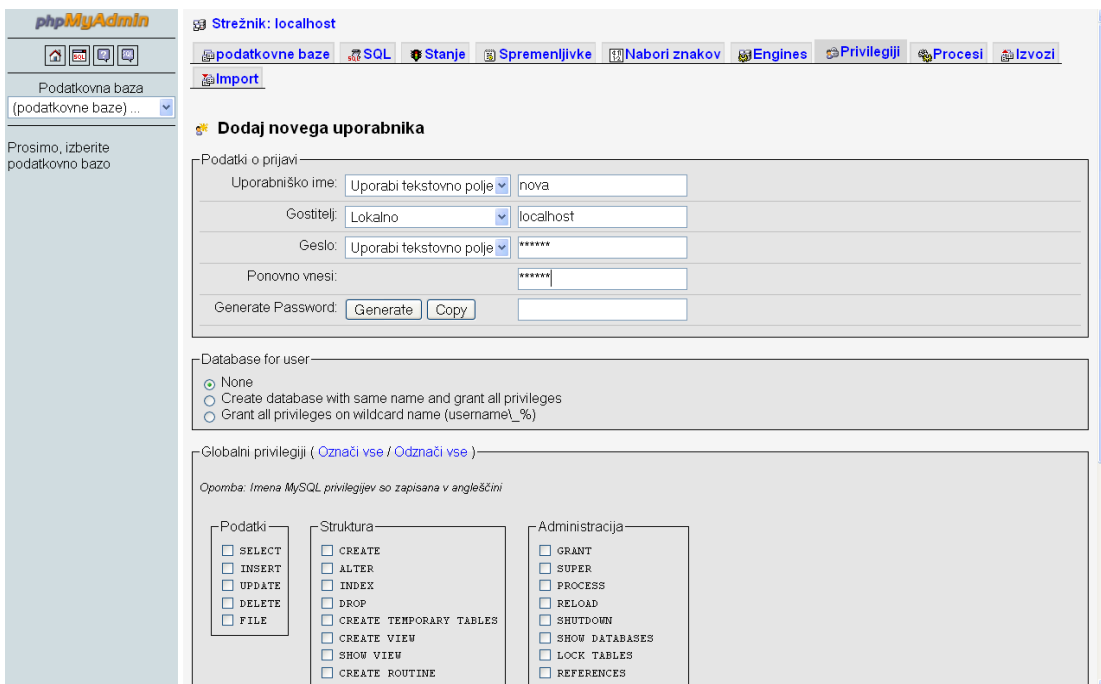 phpMyAdmin
SQL
Podatkovna baza
(podatkovne baze) ...
Prosimo, izberite
podatkovno bazo
Strežnik: localhost
podatkovne baze SQL Stanje Spremenljivke Nabori znakov Engines Privilegiji Procesi Izvozi
Import
Dodaj novega uporabnika
Podatki o prijavi
Uporabniško ime: Uporabi tekstovno polje nova
Gostitelj: Lokalno localhost
Geslo: Uporabi tekstovno polje ******
Ponovno vnesi: ******
Generate Password: Generate Copy
Database for user
None
Create database with same name and grant all privileges
Grant all privileges on wildcard name (username\_%)
Globalni privilegiji ( Označi vse / Odznači vse )
Opomba: Imena MySQL privilegijev so zapisana v angleščini
Podatki
SELECT
INSERT
UPDATE
DELETE
FILE
Struktura
CREATE
ALTER
INDEX
DROP
CREATE TEMPORARY TABLES
CREATE VIEW
SHOW VIEW
CREATE ROUTINE
Administracija
GRANT
SUPER
PROCESS
RELOAD
SHUTDOWN
SHOW DATABASES
LOCK TABLES
REFERENCES